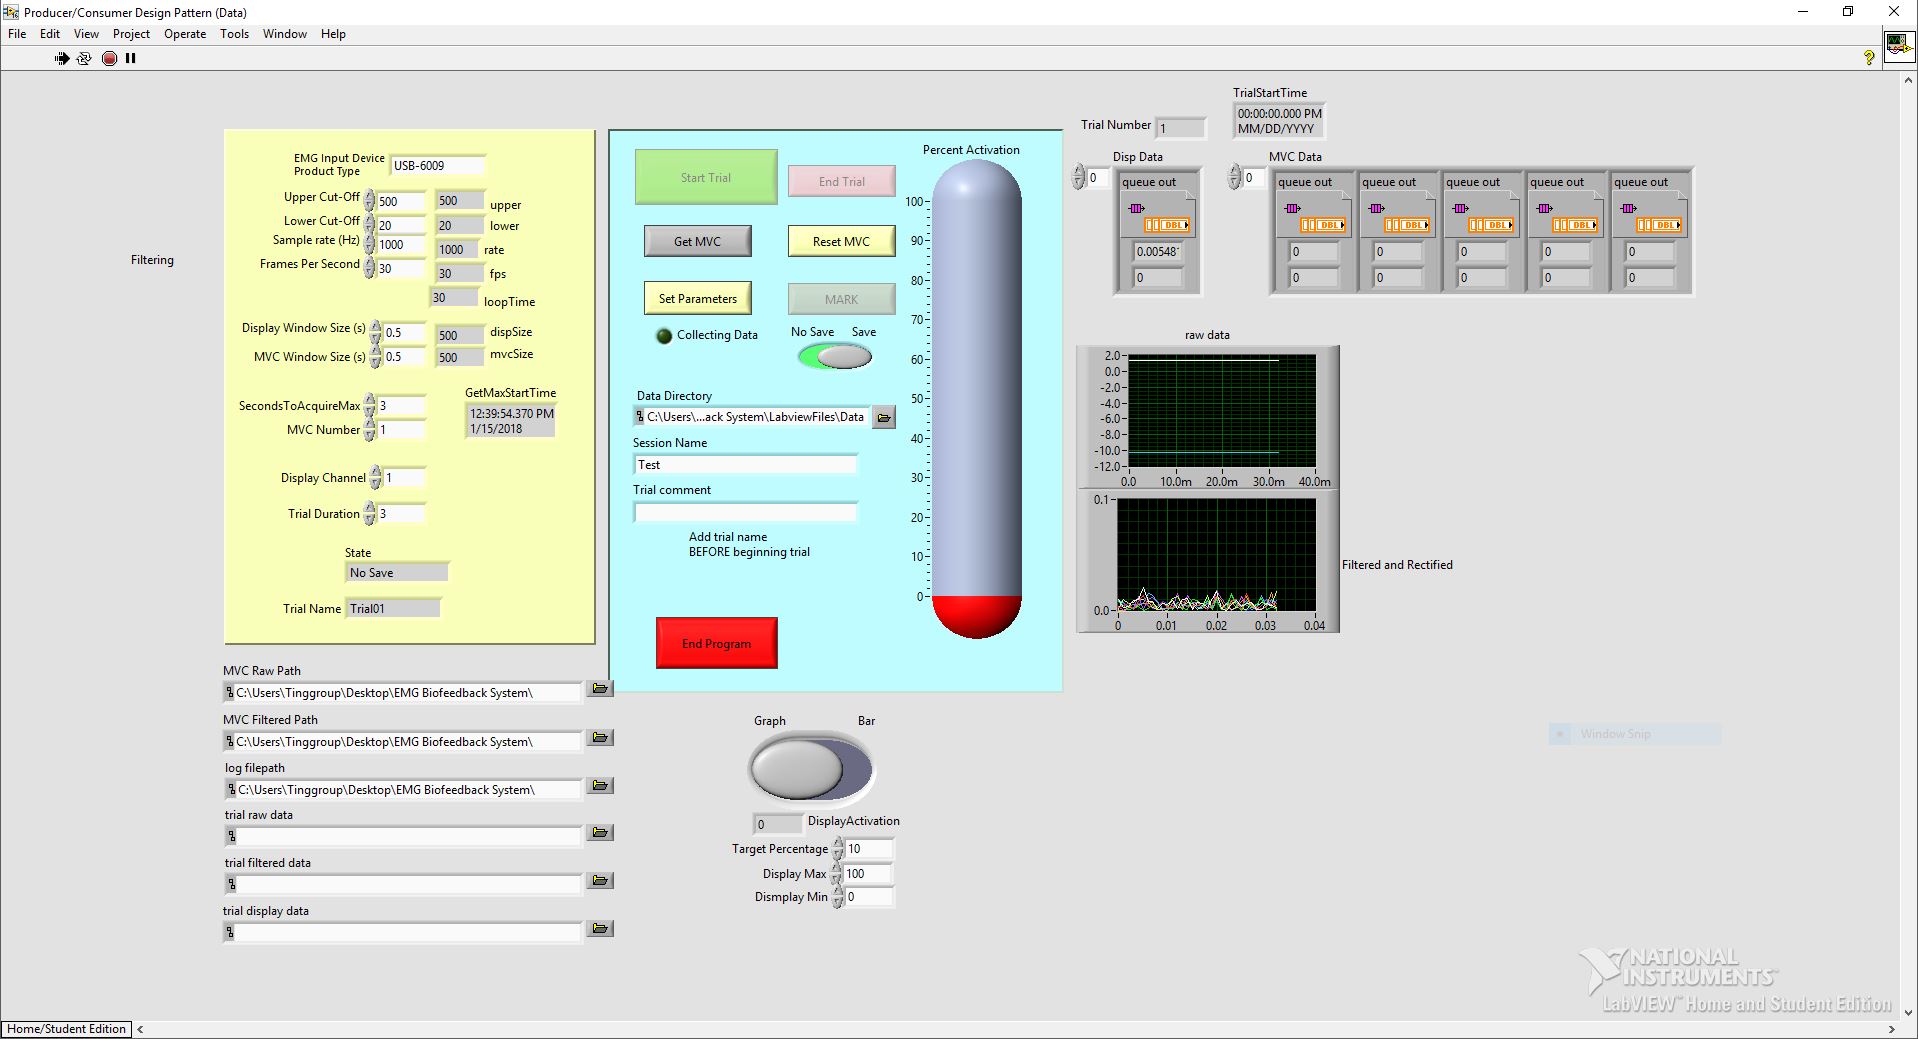 Producer/Consumer Design Pattern (Data)
File Edit View Project Operate Tools Window Help
Filtering
EMG Input Device
Product Type
USB-6009
Upper Cut-Off 500 500 upper
Lower Cut-Off 20 20 lower
Sample rate (Hz) 1000 1000 rate
Frames Per Second 30 30 fps
30 loopTime
Display Window Size (s) 0.5 500 dispSize
MVC Window Size (s) 0.5 500 mvcSize
SecondsToAcquireMax 3
MVC Number 1
GetMaxStartTime
12:39:54.370 PM
1/15/2018
Display Channel 1
Trial Duration 3
State
No Save
Trial Name Trial01
Start Trial End Trial
Get MVC Reset MVC
Set Parameters MARK
Collecting Data
No Save Save
Data Directory
C:\Users\...ack System\LabviewFiles\Data
Session Name
Test
Trial comment
Add trial name
BEFORE beginning trial
End Program
Percent Activation
100
90
80
70
60
50
40
30
20
10
0
Trial Number 1
TrialStartTime
00:00:00.000 PM
MM/DD/YYYY
Disp Data
0
queue out
DBL
0.00548
0
MVC Data
0
queue out queue out queue out queue out queue out
DBL DBL DBL DBL DBL
0 0 0 0 0
0 0 0 0 0
raw data
2.0
0.0
-2.0
-4.0
-6.0
-8.0
-10.0
-12.0
0.0 10.0m 20.0m 30.0m 40.0m
0.1
0.0
0 0.01 0.02 0.03 0.04
Filtered and Rectified
MVC Raw Path
C:\Users\Tinggroup\Desktop\EMG Biofeedback System\
MVC Filtered Path
C:\Users\Tinggroup\Desktop\EMG Biofeedback System\
log filepath
C:\Users\Tinggroup\Desktop\EMG Biofeedback System\
trial raw data
trial filtered data
trial display data
Graph Bar
0 DisplayActivation
Target Percentage 10
Display Max 100
Dismplay Min 0
Window Snip
NATIONAL
INSTRUMENTS™
LabVIEW™ Home and Student Edition
Home/Student Edition